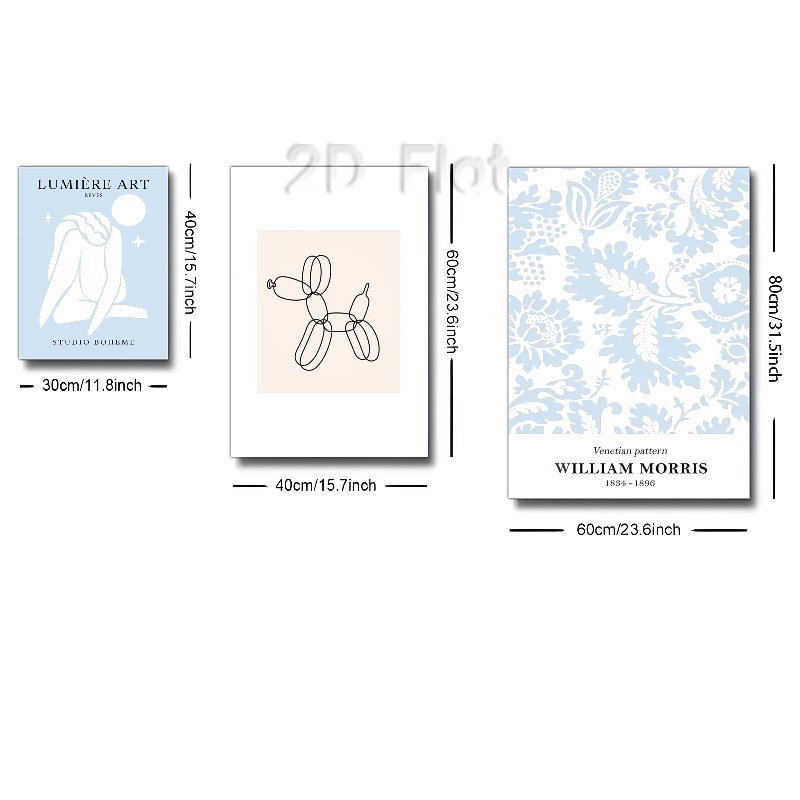 2D Flat
LUMIÈRE ART
REVES
STUDIO BOHEME
40cm/15.7inch
30cm/11.8inch
60cm/23.6inch
40cm/15.7inch
Venetian pattern
WILLIAM MORRIS
1834-1896
80cm/31.5inch
60cm/23.6inch